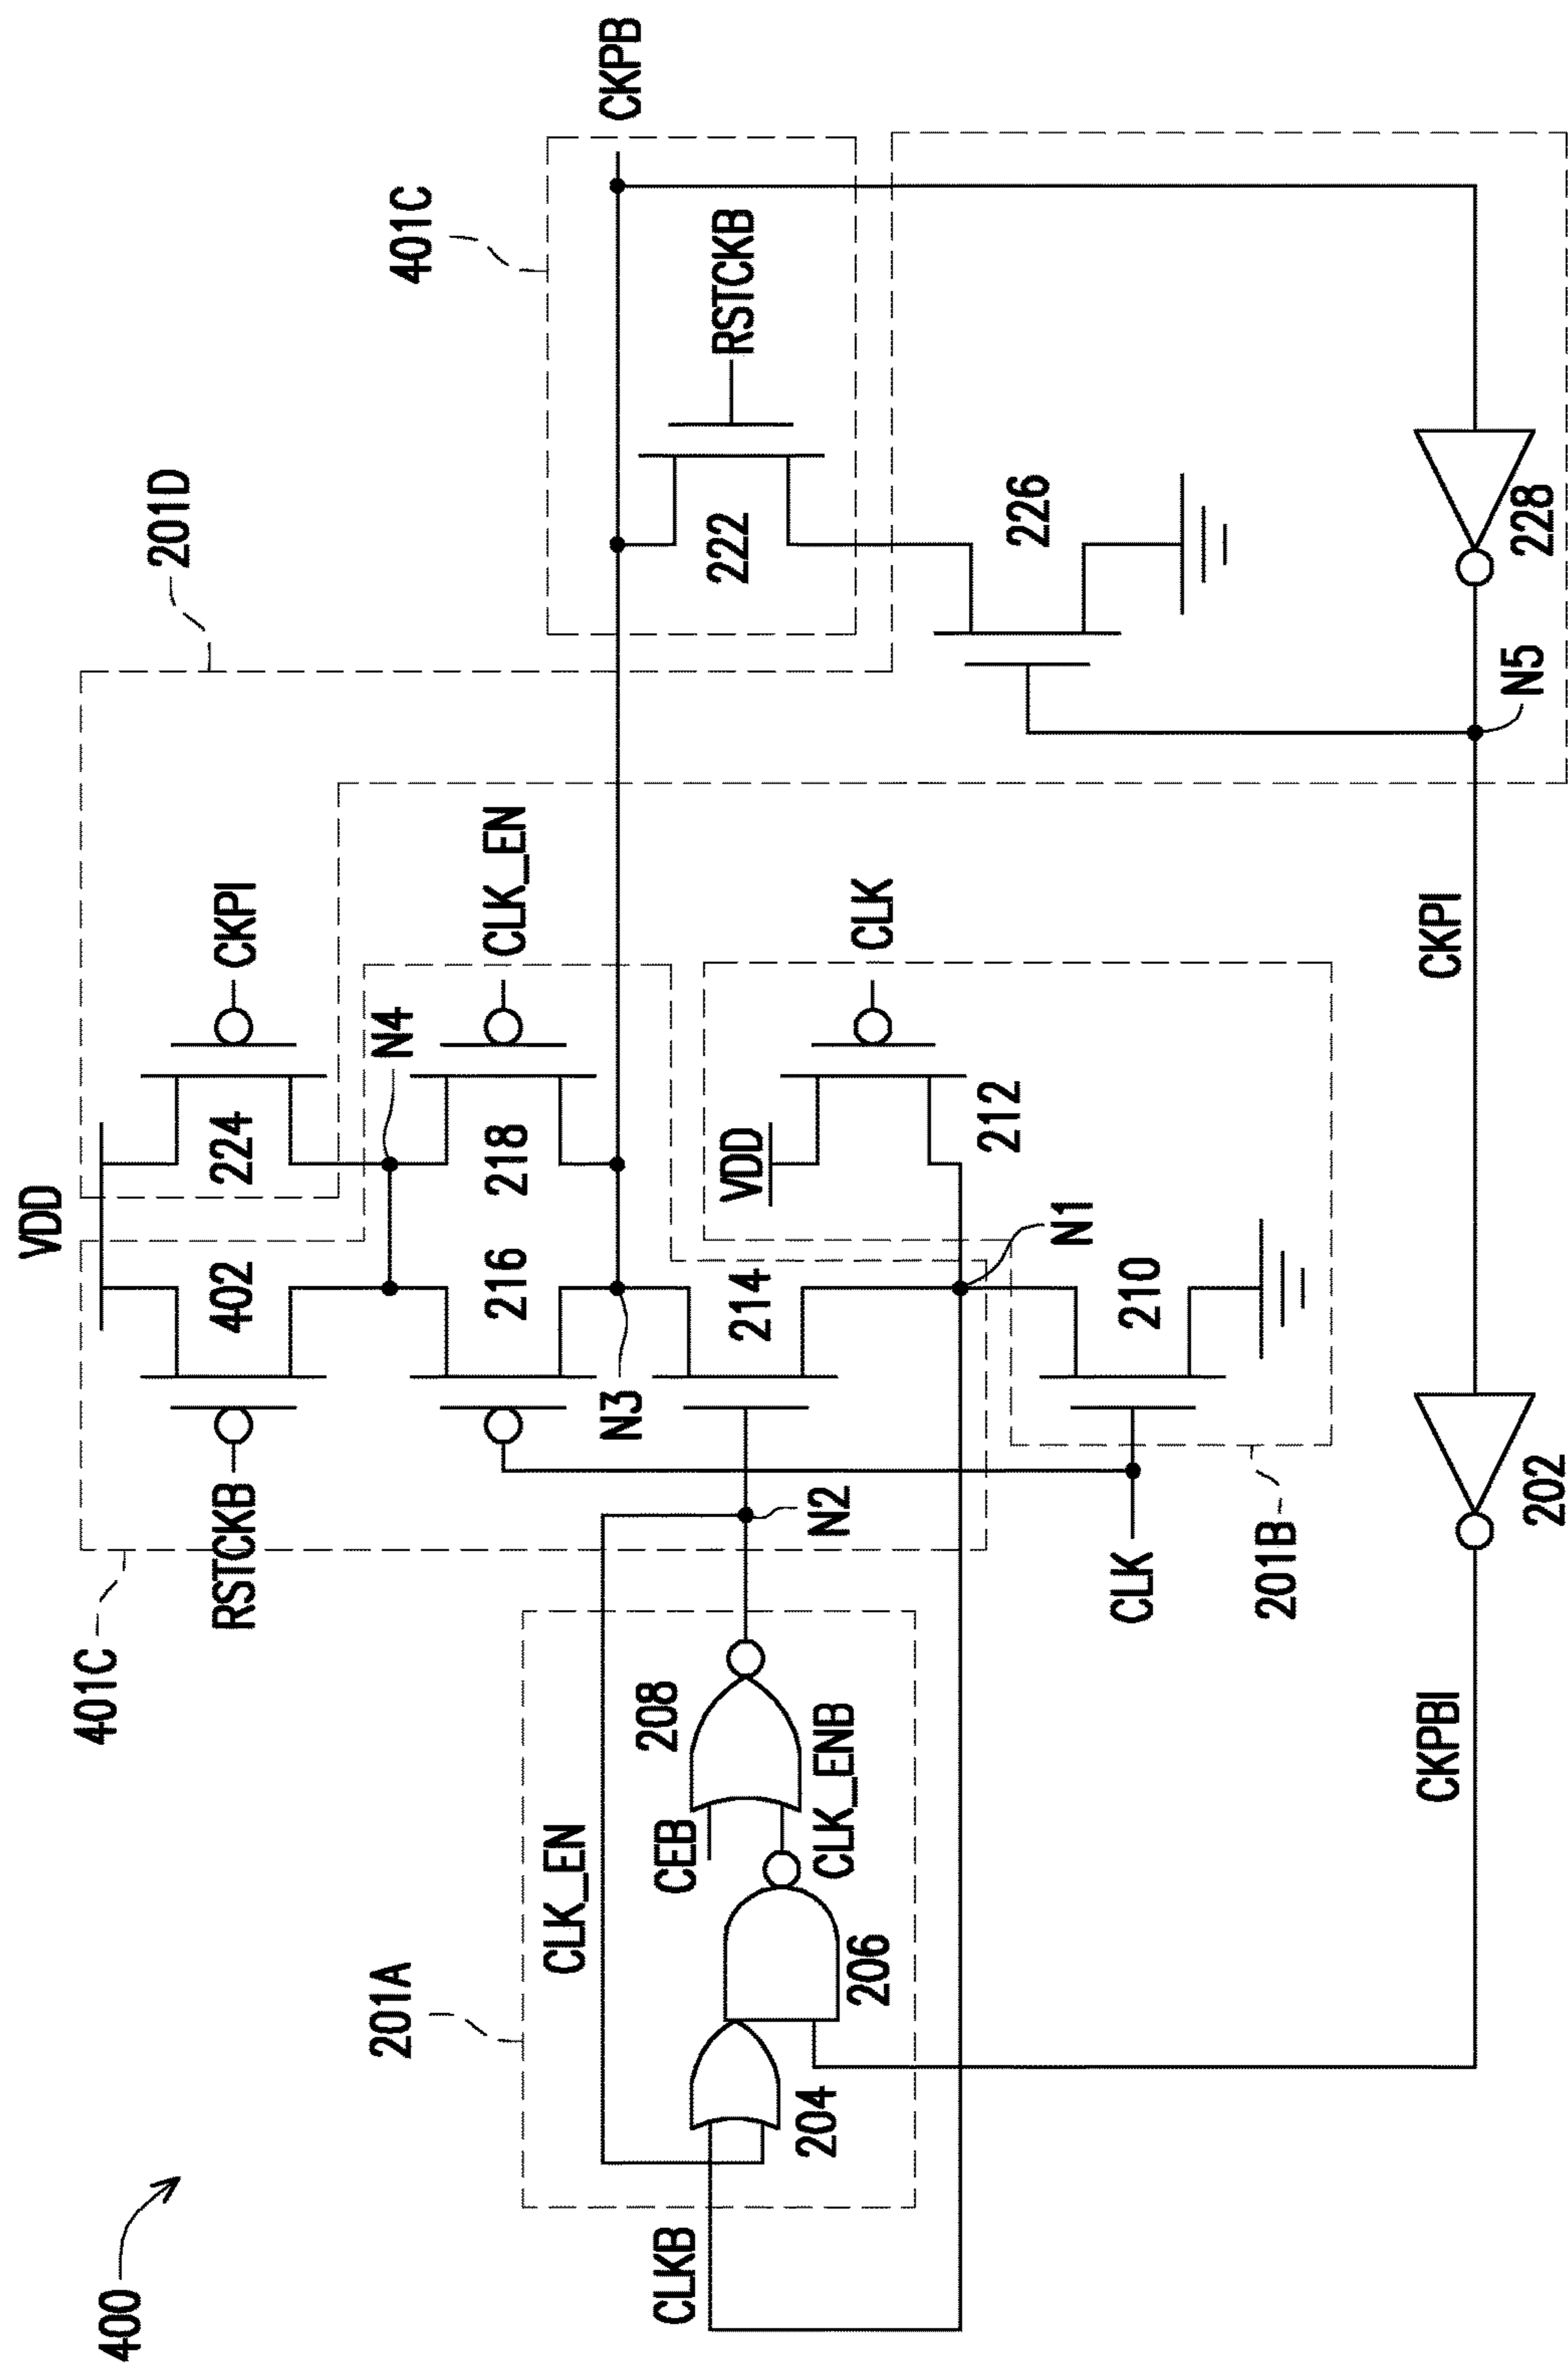 400
201D
401C
VDD
CKPI
CKPB
401C
RSTCKB
402
224
N4
CLK_EN
RSTCKB
216
218
222
N3
201A
CLK_EN
208
N2
214
VDD
CLK
226
CLKB
CEB
204
206
CLK_ENB
N1
212
CLK
210
201B
N5
CKPBI
CKPI
202
228